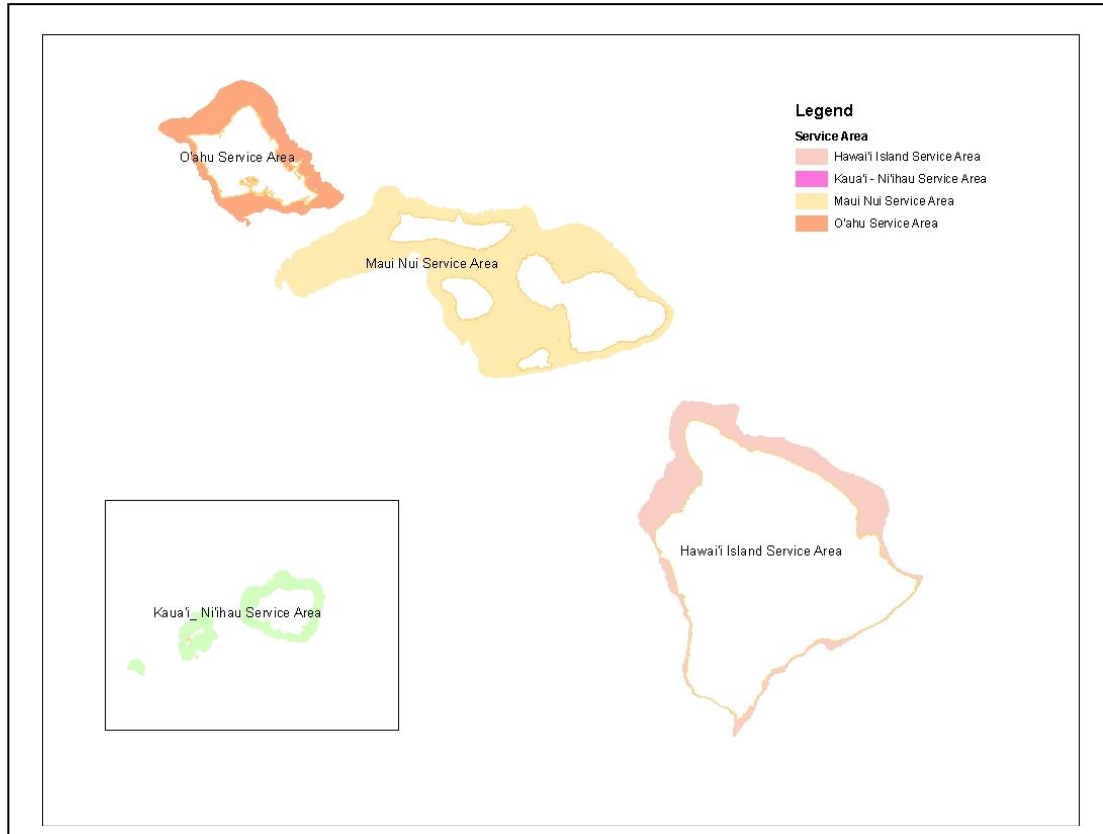 Legend
Service Area
Hawai'i Island Service Area
Kaua'i - Ni'ihau Service Area
Maui Nui Service Area
O'ahu Service Area
O'ahu Service Area
Maui Nui Service Area
Hawai'i Island Service Area
Kaua'i_ Ni'ihau Service Area